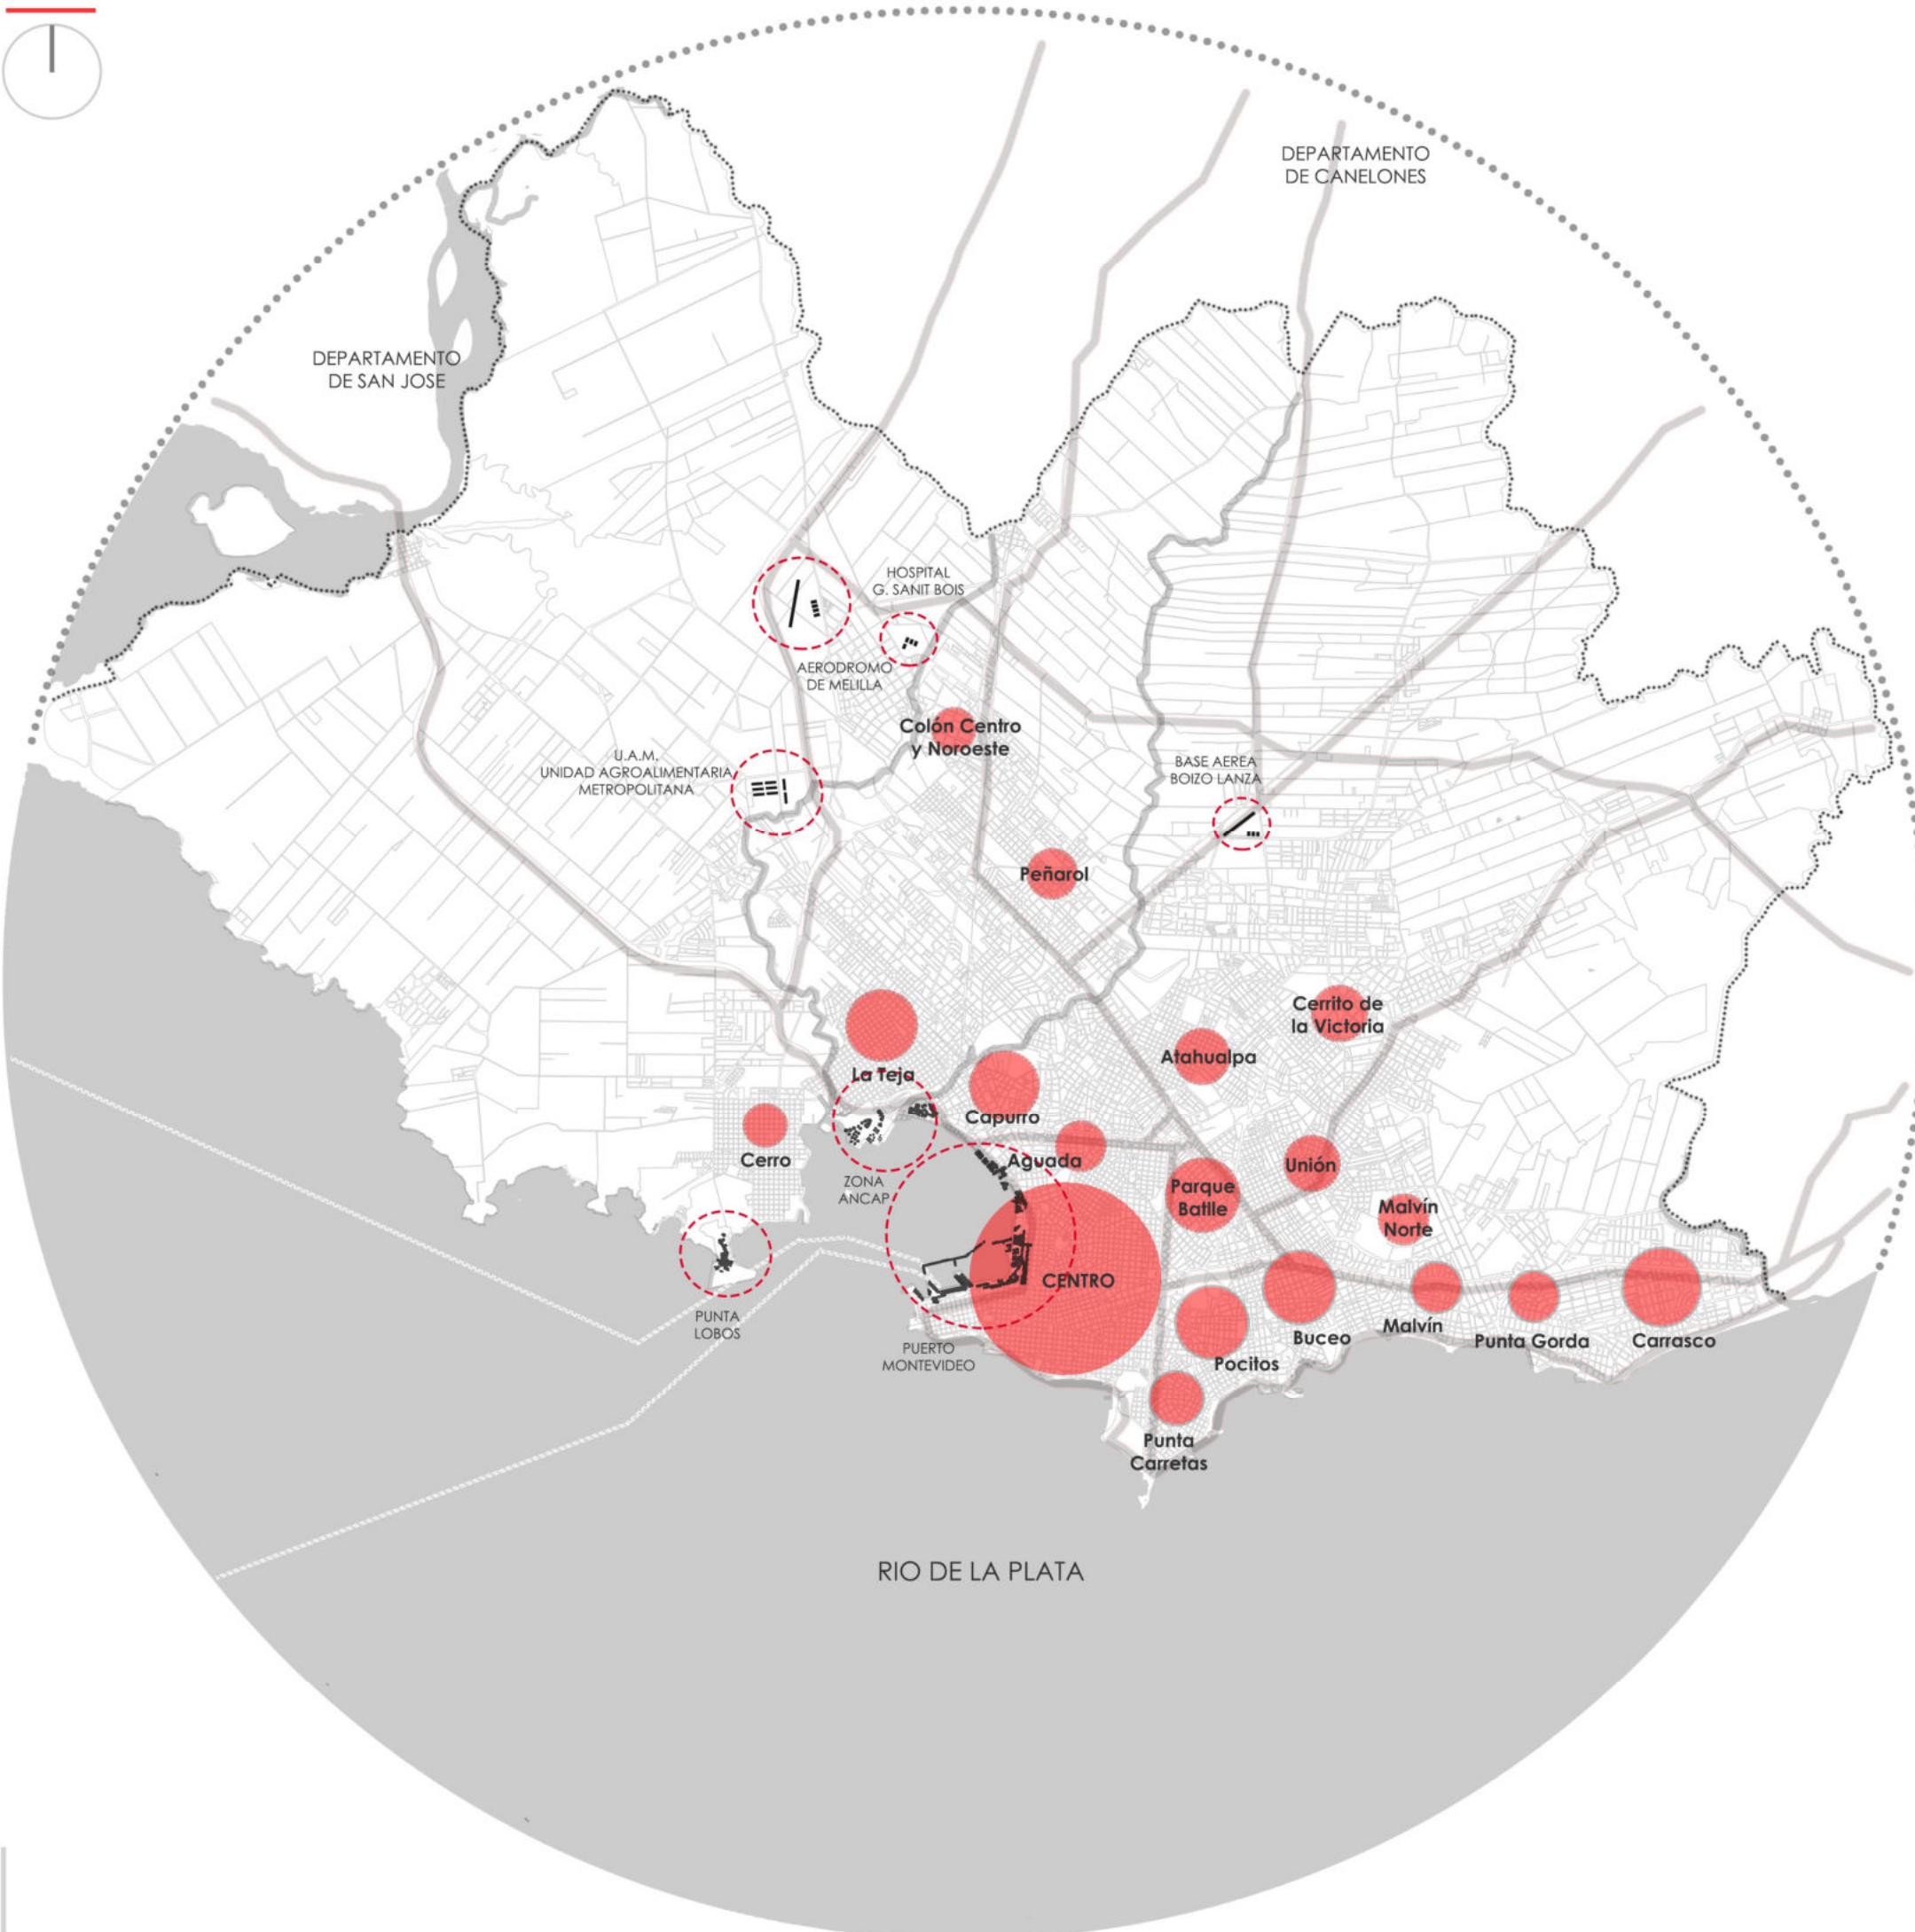 DEPARTAMENTO
DE CANELONES
DEPARTAMENTO
DE SAN JOSE
HOSPITAL
G. SANIT BOIS
AERODROMO
DE MELILLA
Colón Centro
y Noroeste
U.A.M.
UNIDAD AGROALIMENTARIA
METROPOLITANA
BASE AEREA
BOIZO LANZA
Peñarol
Cerrito de
la Victoria
Atahualpa
La Teja
Capurro
Cerro
Aguada
Unión
ZONA
ANCAP
Parque
Batlle
Malvín
Norte
CENTRO
PUNTA
LOBOS
PUERTO
MONTEVIDEO
Buceo
Malvín
Punta Gorda
Carrasco
Pocitos
Punta
Carretas
RIO DE LA PLATA